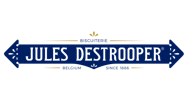 BISCUITERIE
JULES DESTROOPER
BELGIUM SINCE 1886